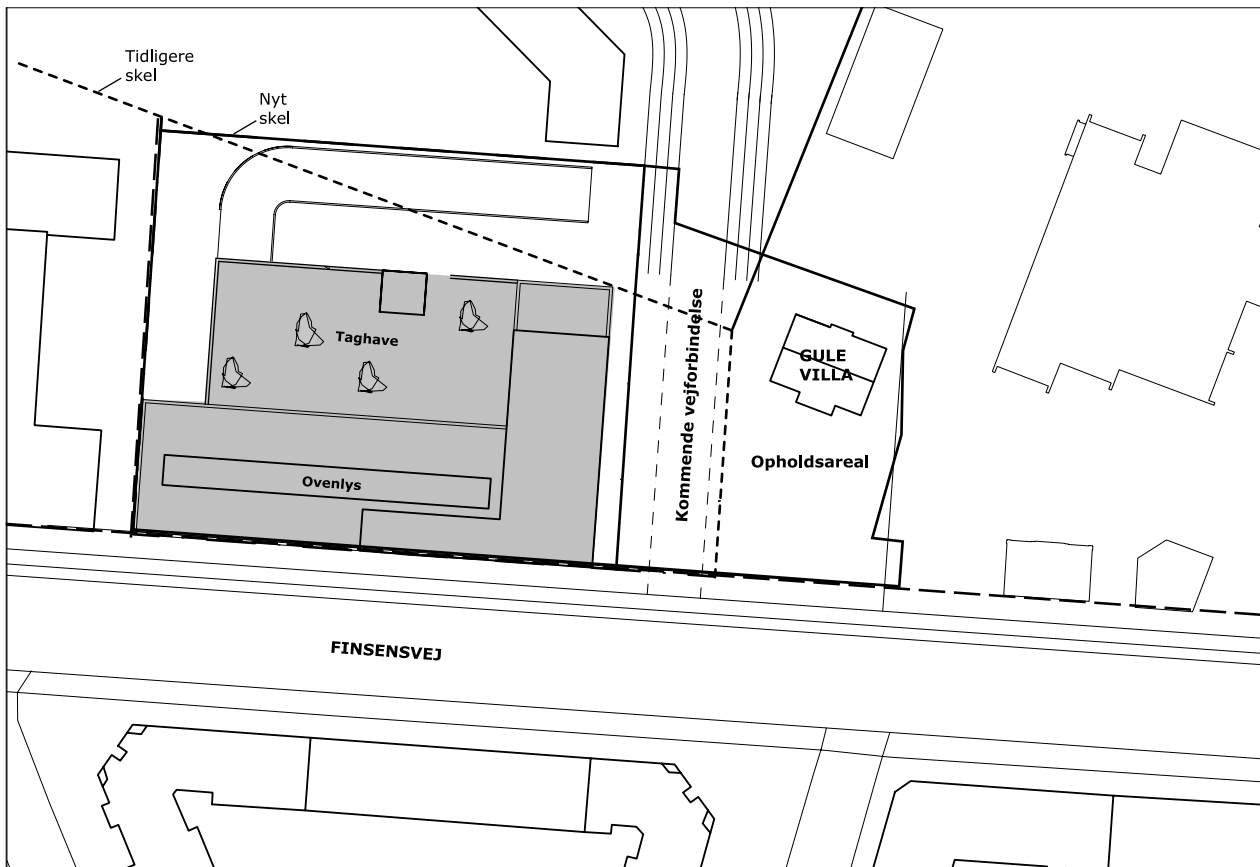 Tidligere
skel
Nyt
skel
Taghave
Kommende vejforbindelse
GULE
VILLA
Opholdsareal
Ovenlys
FINSENSVEJ